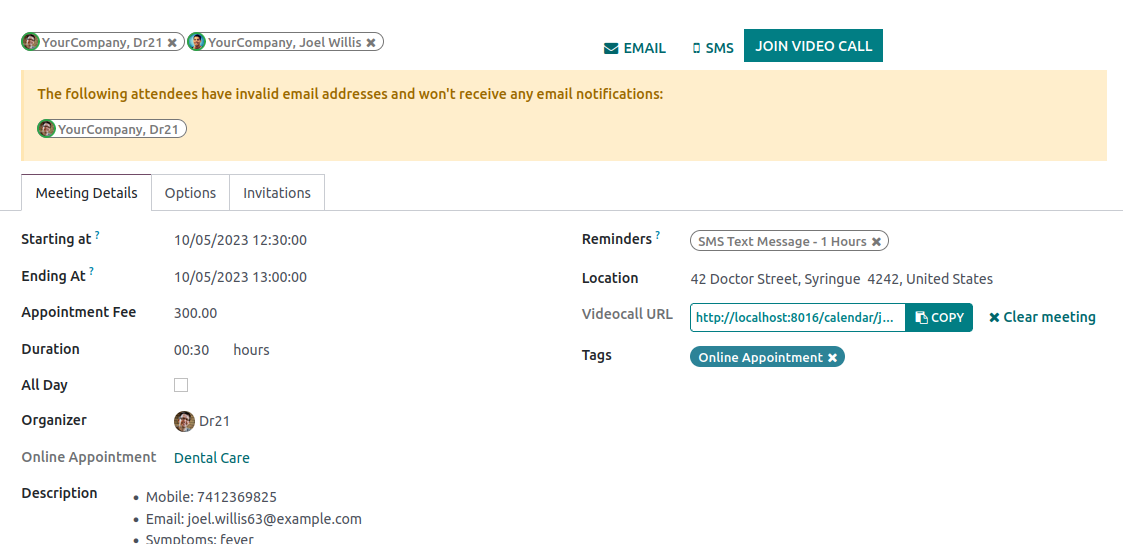 YourCompany, Dr21 ✖ YourCompany, Joel Willis ✖
EMAIL SMS JOIN VIDEO CALL
The following attendees have invalid email addresses and won't receive any email notifications:
YourCompany, Dr21
Meeting Details Options Invitations
Starting at ? 10/05/2023 12:30:00
Ending At ? 10/05/2023 13:00:00
Appointment Fee 300.00
Duration 00:30 hours
All Day
Organizer Dr21
Online Appointment Dental Care
Description
• Mobile: 7412369825
• Email: joel.willis63@example.com
• Symptoms: fever
Reminders ? SMS Text Message - 1 Hours ✖
Location 42 Doctor Street, Syringue 4242, United States
Videocall URL http://localhost:8016/calendar/j... COPY ✖ Clear meeting
Tags Online Appointment ✖